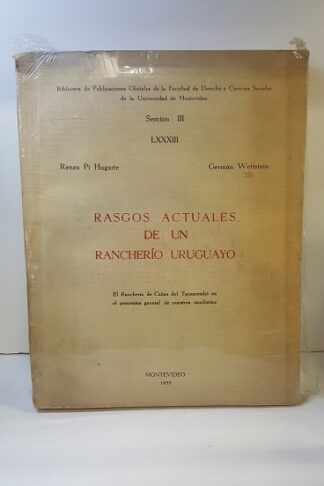 Biblioteca de Publicaciones Oficiales de la Facultad de Derecho y Ciencias Sociales
de la Universidad de Montevideo
Sección III
LXXXIII
Renzo Pi Hugarte
Germán Wettstein
RASGOS ACTUALES
DE UN
RANCHERÍO URUGUAYO
El Rancherío de Cañas del Tacuarembó en
el panorama general de nuestros rancheríos
MONTEVIDEO
1955